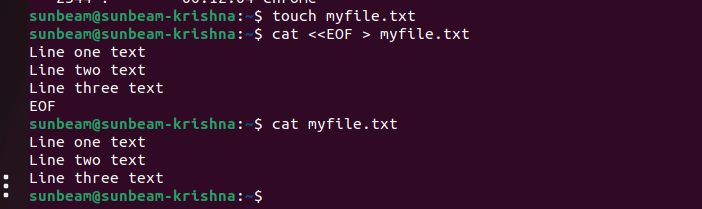 sunbeam@sunbeam-krishna:~$ touch myfile.txt
sunbeam@sunbeam-krishna:~$ cat <<EOF > myfile.txt
Line one text
Line two text
Line three text
EOF
sunbeam@sunbeam-krishna:~$ cat myfile.txt
Line one text
Line two text
Line three text
sunbeam@sunbeam-krishna:~$